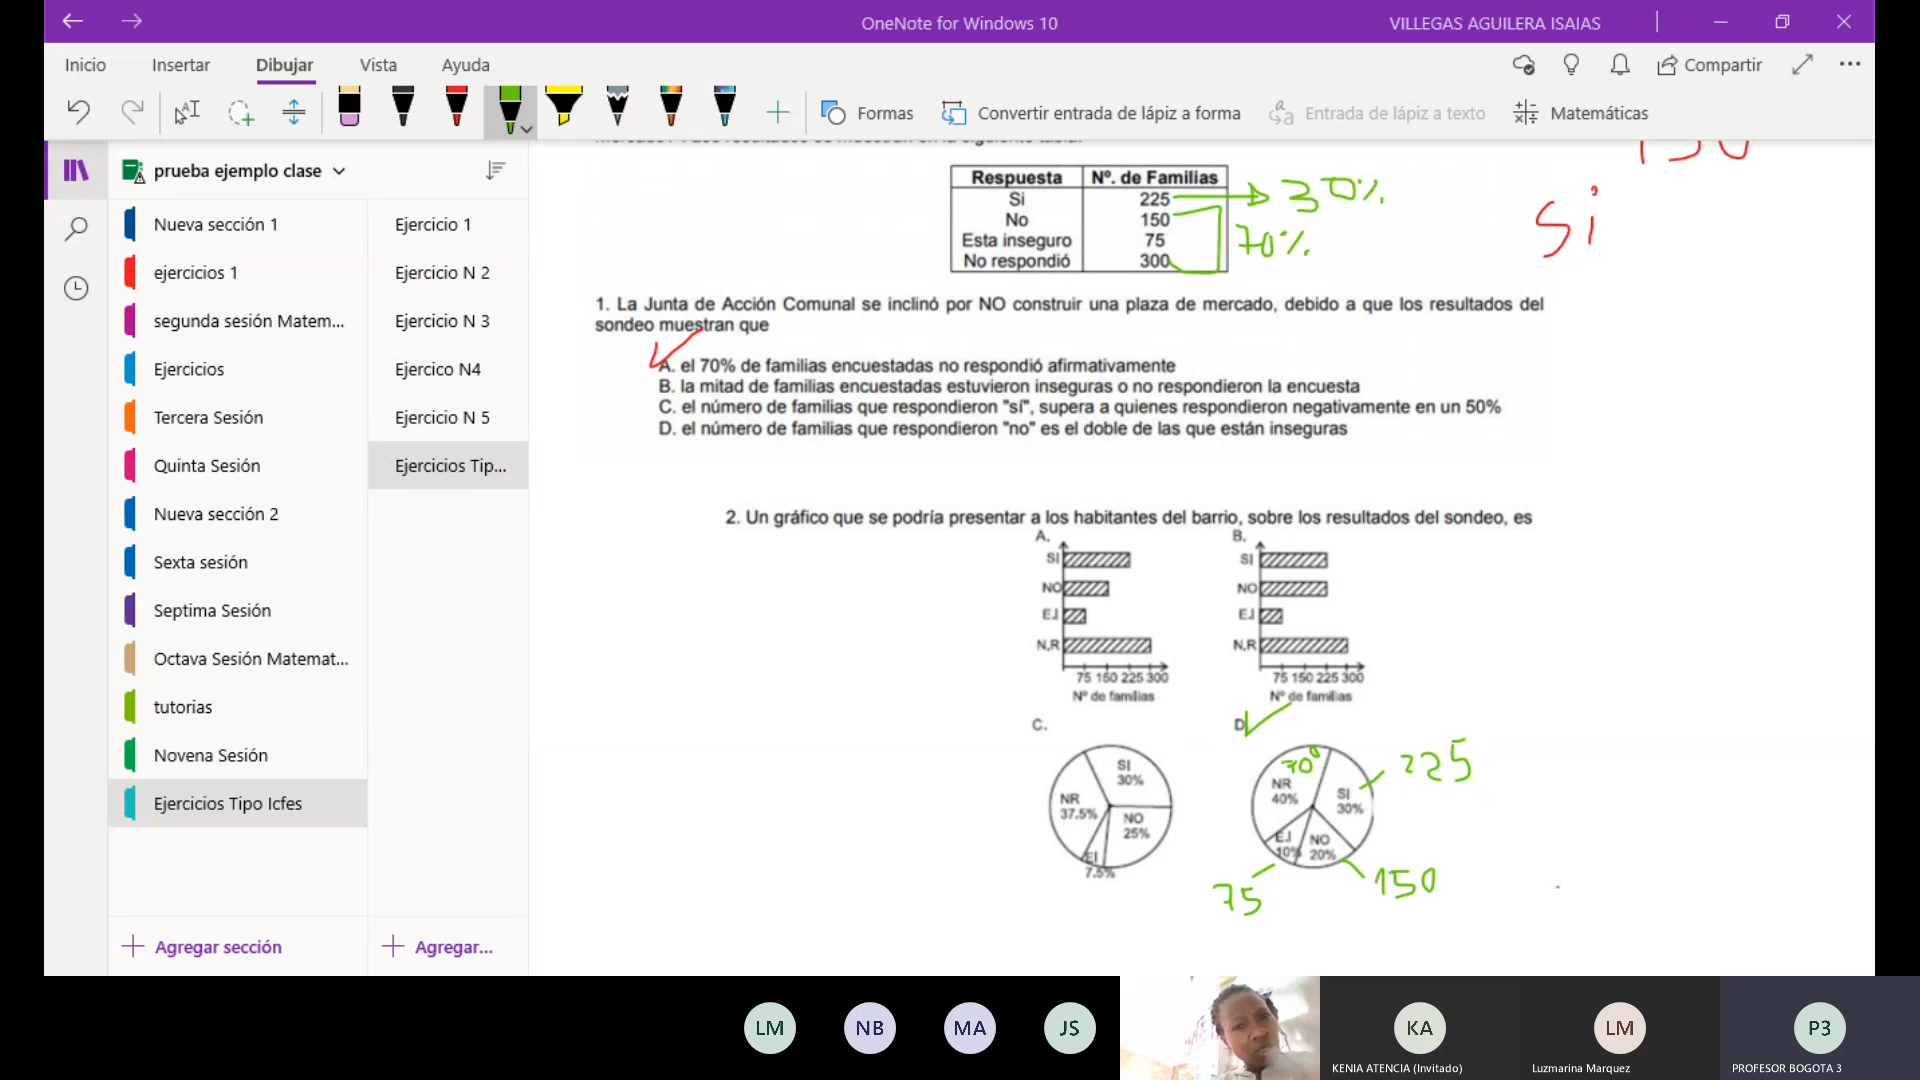 OneNote for Windows 10
VILLEGAS AGUILERA ISAIAS
Inicio
Insertar
Dibujar
Vista
Ayuda
Compartir
Formas
Convertir entrada de lápiz a forma
Entrada de lápiz a texto
Matemáticas
prueba ejemplo clase
Nueva sección 1
ejercicios 1
segunda sesión Matem...
Ejercicios
Tercera Sesión
Quinta Sesión
Nueva sección 2
Sexta sesión
Septima Sesión
Octava Sesión Matemat...
tutorias
Novena Sesión
Ejercicios Tipo Icfes
Agregar sección
Ejercicio 1
Ejercicio N 2
Ejercicio N 3
Ejercico N4
Ejercicio N 5
Ejercicios Tip...
Agregar...
Respuesta Nº. de Familias
Si 225 30%
No 150
Esta inseguro 75 70%
No respondió 300
Si
1. La Junta de Acción Comunal se inclinó por NO construir una plaza de mercado, debido a que los resultados del
sondeo muestran que
A. el 70% de familias encuestadas no respondió afirmativamente
B. la mitad de familias encuestadas estuvieron inseguras o no respondieron la encuesta
C. el número de familias que respondieron "sí", supera a quienes respondieron negativamente en un 50%
D. el número de familias que respondieron "no" es el doble de las que están inseguras
2. Un gráfico que se podría presentar a los habitantes del barrio, sobre los resultados del sondeo, es
A.
SI
NO
E.I
N,R
75 150 225 300
Nº de familias
B.
SI
NO
E.I
N,R
75 150 225 300
Nº de familias
C.
SI
30%
NR
37.5%
NO
25%
EI
7.5%
D
70°
NR
40%
SI
30%
E.I
10%
NO
20%
225
150
75
LM
NB
MA
JS
KA
KENIA ATENCIA (Invitado)
LM
Luzmarina Marquez
P3
PROFESOR BOGOTA 3